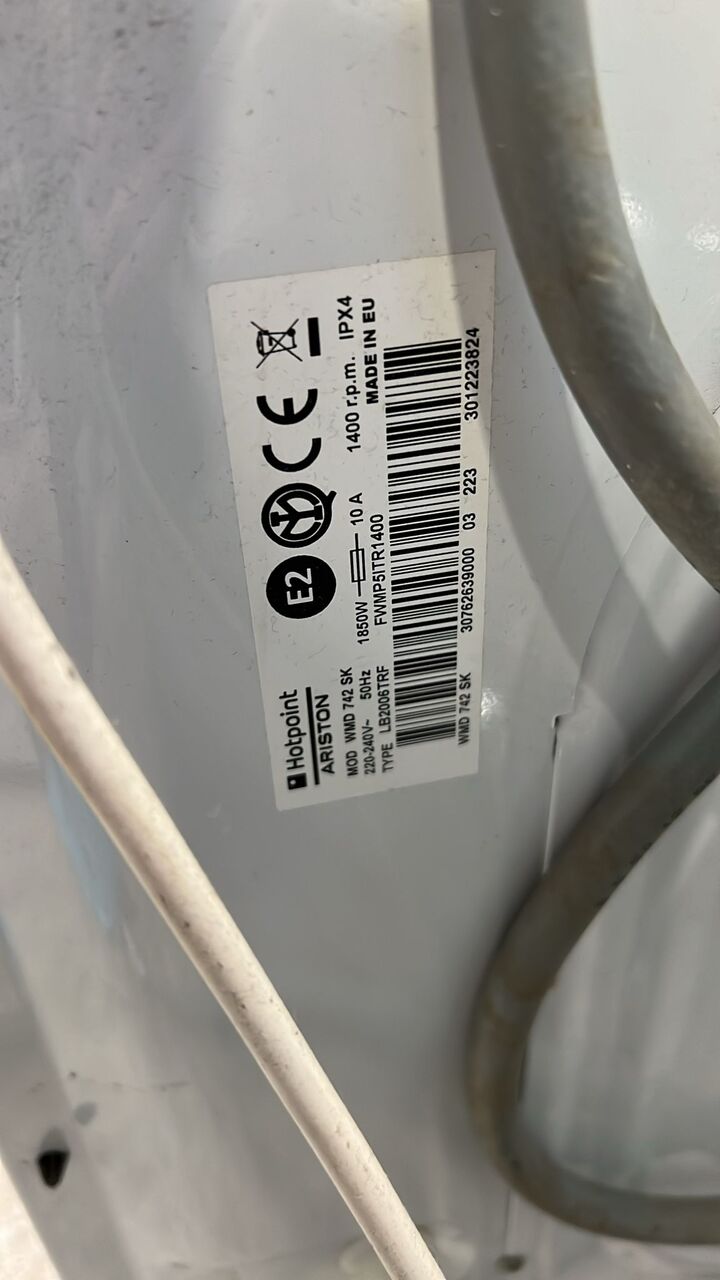 Hotpoint
ARISTON
E2
CE
MOD WMD 742 SK
220-240V~ 50Hz 1850W 10 A 1400 r.p.m. IPX4
TYPE LB2006TRF FWMP5ITR1400 MADE IN EU
WMD 742 SK 30762639000 03 223 301223824